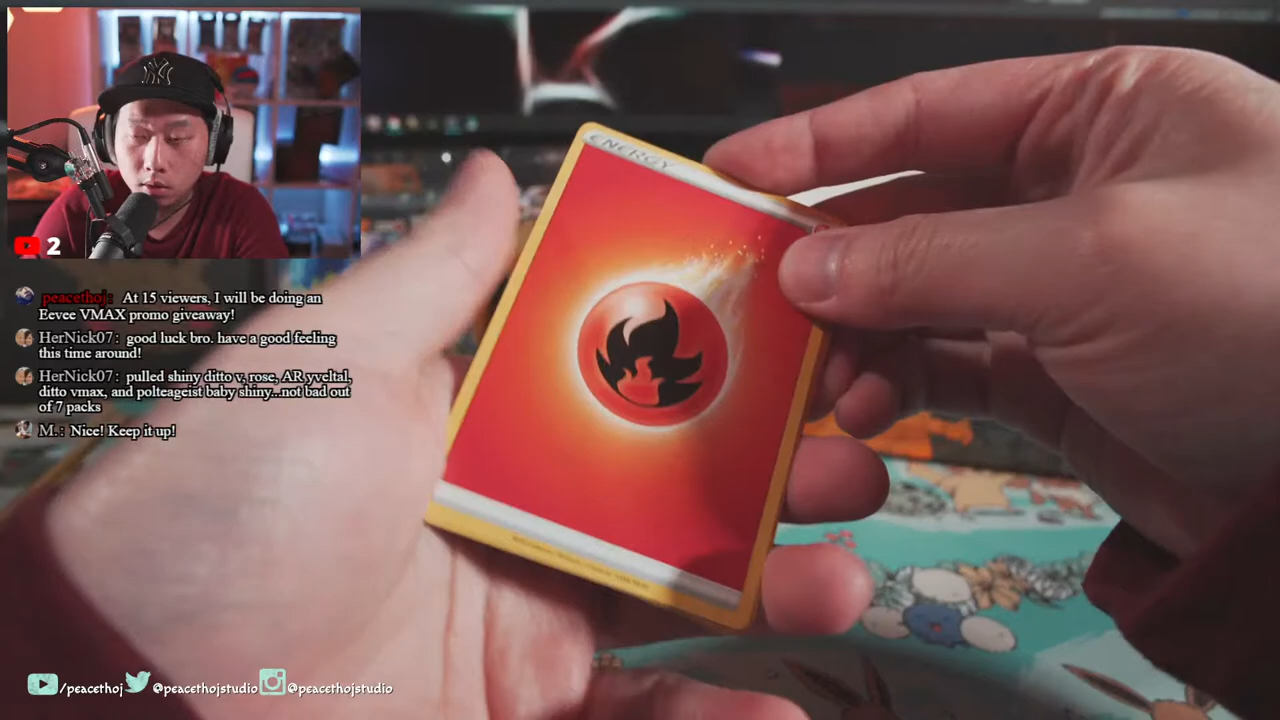 NY
ENERGY
2
peacethoj: At 15 viewers, I will be doing an
Eevee VMAX promo giveaway!
HerNick07: good luck bro. have a good feeling
this time around!
HerNick07: pulled shiny ditto v, rose, AR yveltal,
ditto vmax, and polteageist baby shiny...not bad out
of 7 packs
M.: Nice! Keep it up!
/peacethoj @peacethojstudio @peacethojstudio